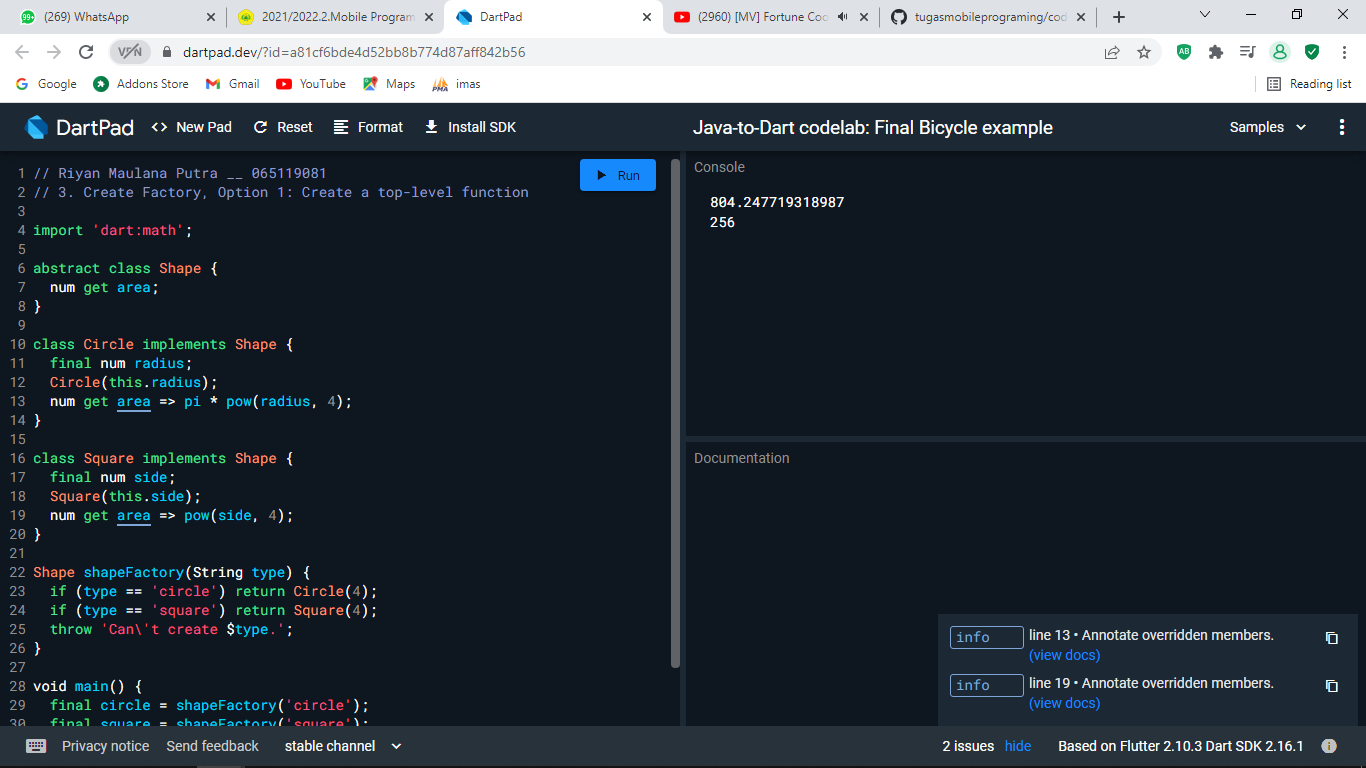 (269) WhatsApp
2021/2022.2.Mobile Program
DartPad
(2960) [MV] Fortune Coo
tugasmobileprograming/cod
VPN
dartpad.dev/?id=a81cf6bde4d52bb8b774d87aff842b56
Google
Addons Store
Gmail
YouTube
Maps
PMA
imas
Reading list
DartPad
<> New Pad
Reset
Format
Install SDK
Java-to-Dart codelab: Final Bicycle example
Samples
1 // Riyan Maulana Putra __ 065119081
2 // 3. Create Factory, Option 1: Create a top-level function
3
4 import 'dart:math';
5
6 abstract class Shape {
7   num get area;
8 }
9
10 class Circle implements Shape {
11   final num radius;
12   Circle(this.radius);
13   num get area => pi * pow(radius, 4);
14 }
15
16 class Square implements Shape {
17   final num side;
18   Square(this.side);
19   num get area => pow(side, 4);
20 }
21
22 Shape shapeFactory(String type) {
23   if (type == 'circle') return Circle(4);
24   if (type == 'square') return Square(4);
25   throw 'Can\'t create $type.';
26 }
27
28 void main() {
29   final circle = shapeFactory('circle');
30   final square = shapeFactory('square');
Run
Console
804.247719318987
256
Documentation
info
line 13 • Annotate overridden members.
(view docs)
info
line 19 • Annotate overridden members.
(view docs)
Privacy notice
Send feedback
stable channel
2 issues
hide
Based on Flutter 2.10.3 Dart SDK 2.16.1